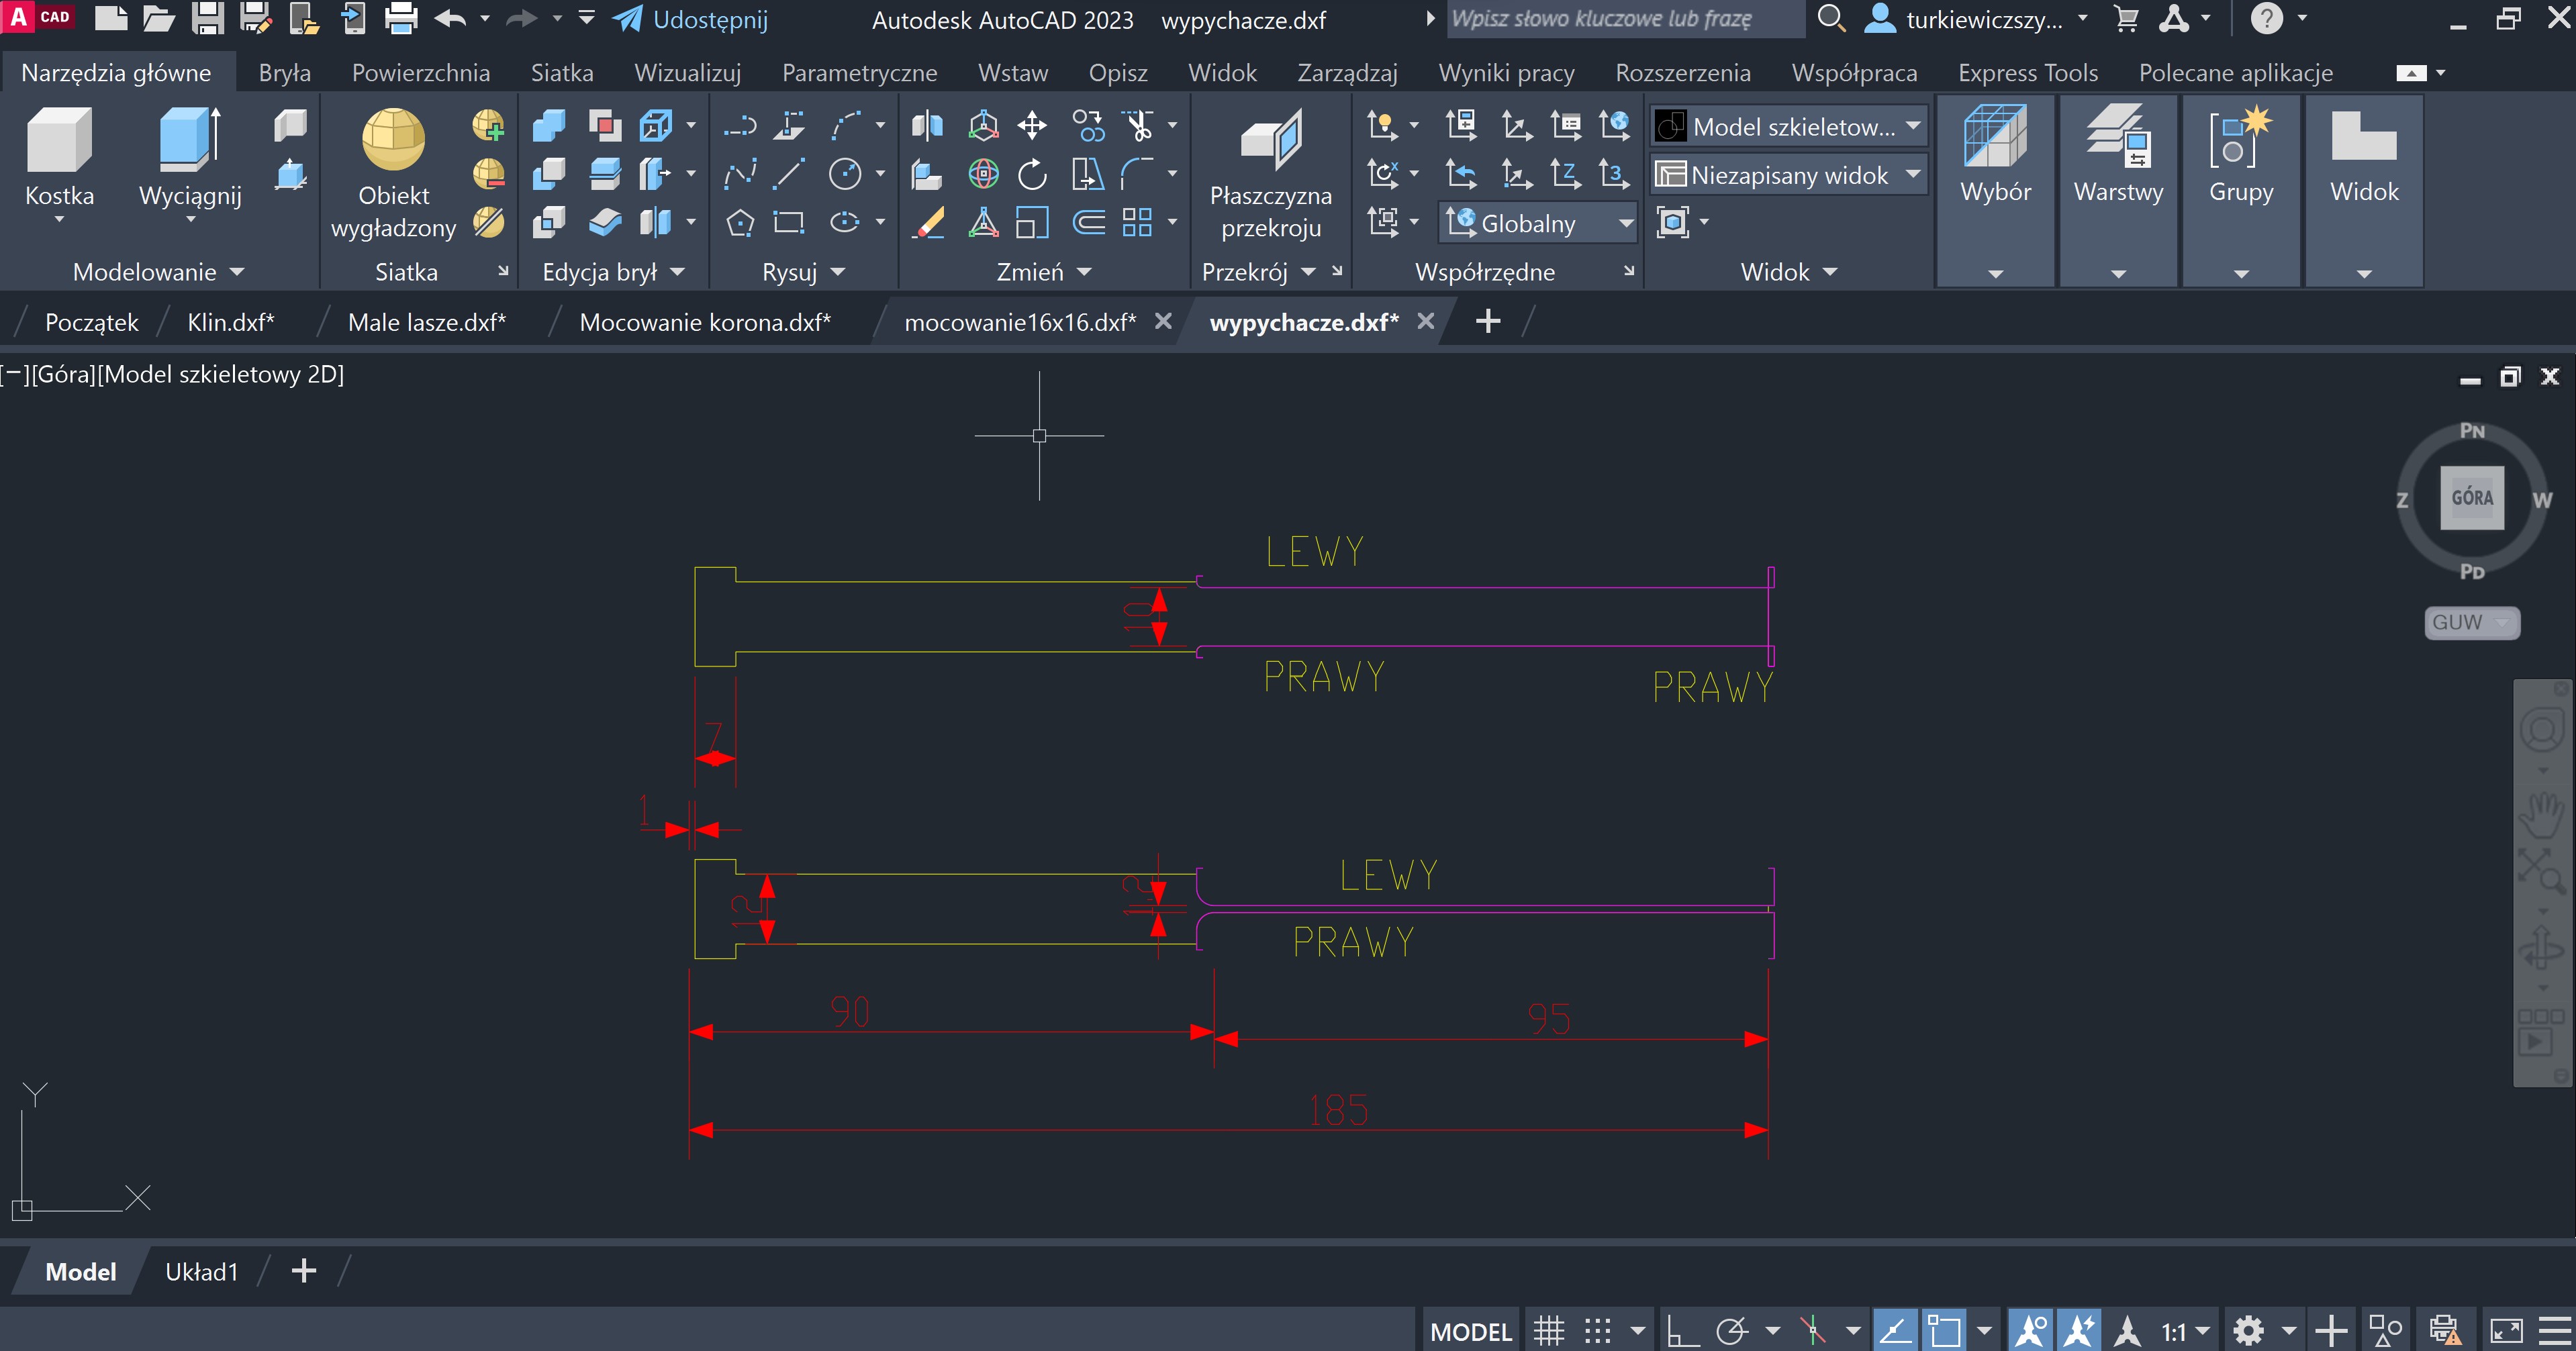 A CAD
Udostępnij
Autodesk AutoCAD 2023 wypychacze.dxf
Wpisz słowo kluczowe lub frazę
turkiewiczszy...
Narzędzia główne Bryła Powierzchnia Siatka Wizualizuj Parametryczne Wstaw Opisz Widok Zarządzaj Wyniki pracy Rozszerzenia Współpraca Express Tools Polecane aplikacje
Kostka
Wyciągnij
Modelowanie
Obiekt
wygładzony
Siatka
Edycja brył
Rysuj
Zmień
Płaszczyzna
przekroju
Przekrój
Globalny
Współrzędne
Model szkieletow...
Niezapisany widok
Widok
Wybór
Warstwy
Grupy
Widok
Początek Klin.dxf* Male lasze.dxf* Mocowanie korona.dxf* mocowanie16x16.dxf* wypychacze.dxf*
[−][Góra][Model szkieletowy 2D]
PN
Z GÓRA W
PD
GUW
LEWY
10
PRAWY PRAWY
7
1
LEWY
12
1.2
PRAWY
90
95
185
Y
X
Model Układ1
MODEL
1:1